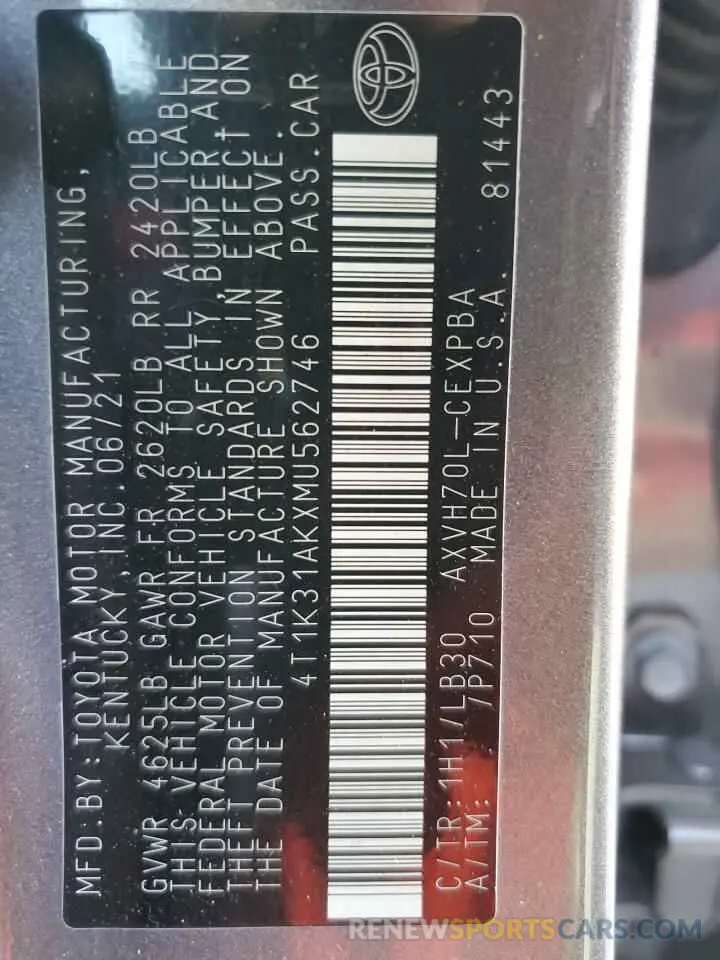 MFD.BY:TOYOTA MOTOR MANUFACTURING,
KENTUCKY, INC.06/21
GVWR 4625LB GAWR FR 2620LB RR 2420LB
THIS VEHICLE CONFORMS TO ALL APPLICABLE
FEDERAL MOTOR VEHICLE SAFETY, BUMPER, AND
THEFT PREVENTION STANDARDS IN EFFECT ON
THE DATE OF MANUFACTURE SHOWN ABOVE.
4T1K31AKXMU562746 PASS.CAR
C/TR:1H1/LB30 AXVH70L-CEXPBA
A/TM: /P710 MADE IN U.S.A. 81443
RENEWSPORTSCARS.COM